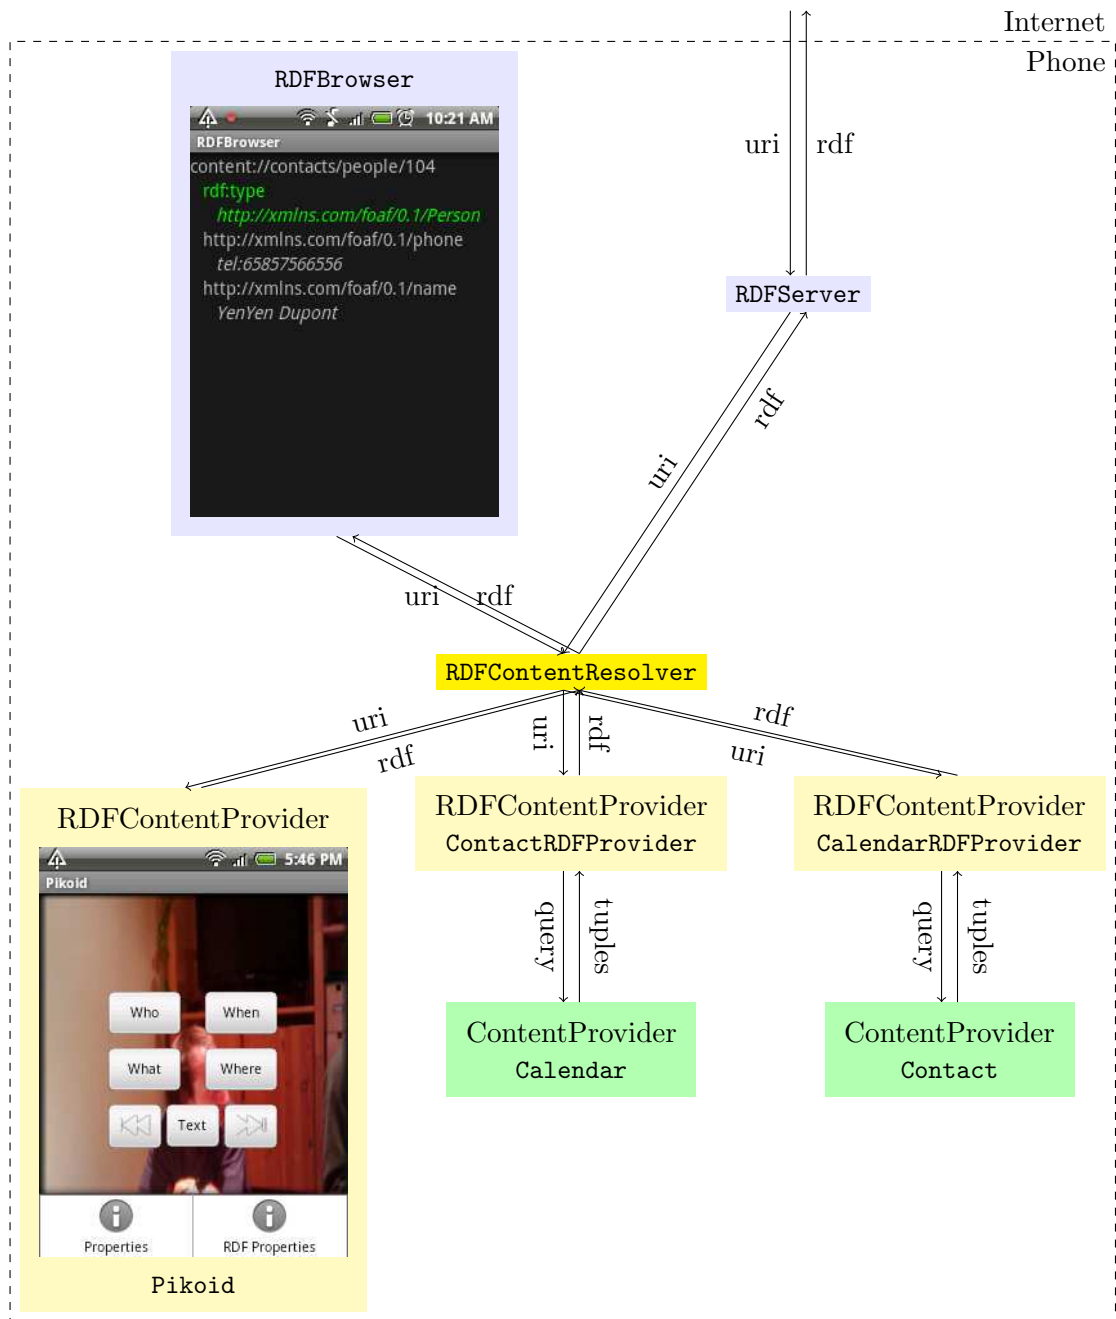 Internet
Phone
RDFBrowser
10:21 AM
RDFBrowser
content://contacts/people/104
rdf:type
http://xmlns.com/foaf/0.1/Person
http://xmlns.com/foaf/0.1/phone
tel:65857566556
http://xmlns.com/foaf/0.1/name
YenYen Dupont
uri rdf
RDFServer
uri
rdf
uri rdf
RDFContentResolver
uri
rdf
uri
rdf
rdf
uri
RDFContentProvider
5:46 PM
Pikoid
Who When
What Where
Text
Properties RDF Properties
Pikoid
RDFContentProvider
ContactRDFProvider
query
tuples
ContentProvider
Calendar
RDFContentProvider
CalendarRDFProvider
query
tuples
ContentProvider
Contact